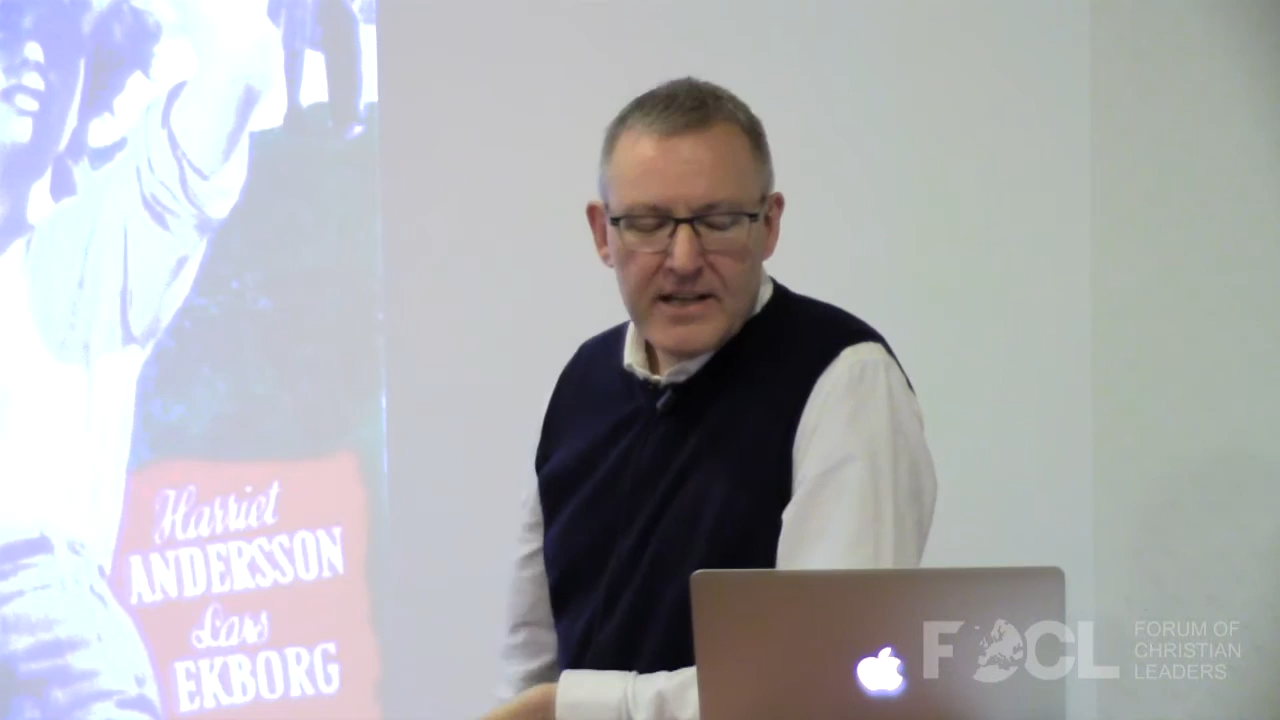 Harriet
ANDERSSON
Lars
EKBORG
FOCL
FORUM OF
CHRISTIAN
LEADERS